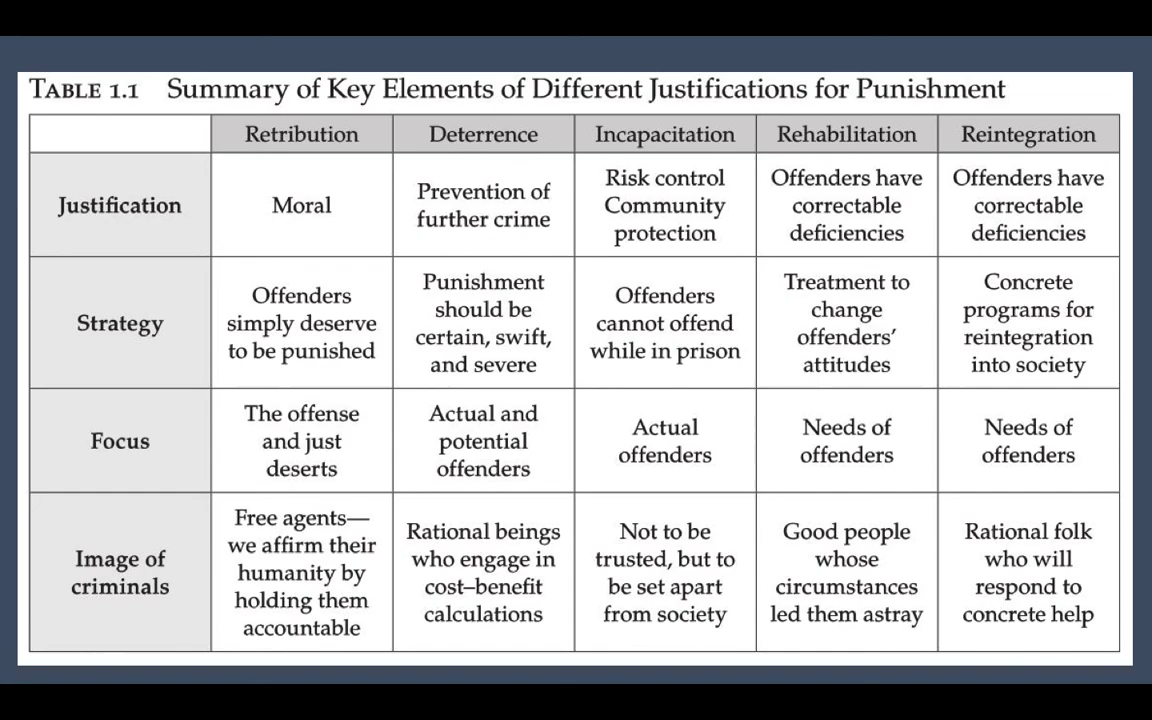 TABLE 1.1 Summary of Key Elements of Different Justifications for Punishment
Retribution Deterrence Incapacitation Rehabilitation Reintegration
Justification
Moral
Prevention of
further crime
Risk control
Community
protection
Offenders have
correctable
deficiencies
Offenders have
correctable
deficiencies
Strategy
Offenders
simply deserve
to be punished
Punishment
should be
certain, swift,
and severe
Offenders
cannot offend
while in prison
Treatment to
change
offenders’
attitudes
Concrete
programs for
reintegration
into society
Focus
The offense
and just
deserts
Actual and
potential
offenders
Actual
offenders
Needs of
offenders
Needs of
offenders
Image of
criminals
Free agents—
we affirm their
humanity by
holding them
accountable
Rational beings
who engage in
cost–benefit
calculations
Not to be
trusted, but to
be set apart
from society
Good people
whose
circumstances
led them astray
Rational folk
who will
respond to
concrete help